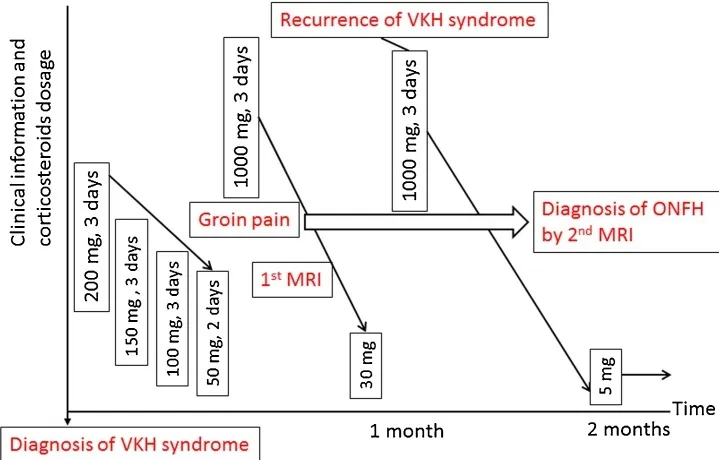 Recurrence of VKH syndrome
Clinical information and
corticosteroids dosage
200 mg, 3 days
150 mg , 3 days
100 mg, 3 days
50 mg, 2 days
1000 mg, 3 days
Groin pain
1st MRI
30 mg
1000 mg, 3 days
Diagnosis of ONFH
by 2nd MRI
5 mg
Time
1 month
2 months
Diagnosis of VKH syndrome